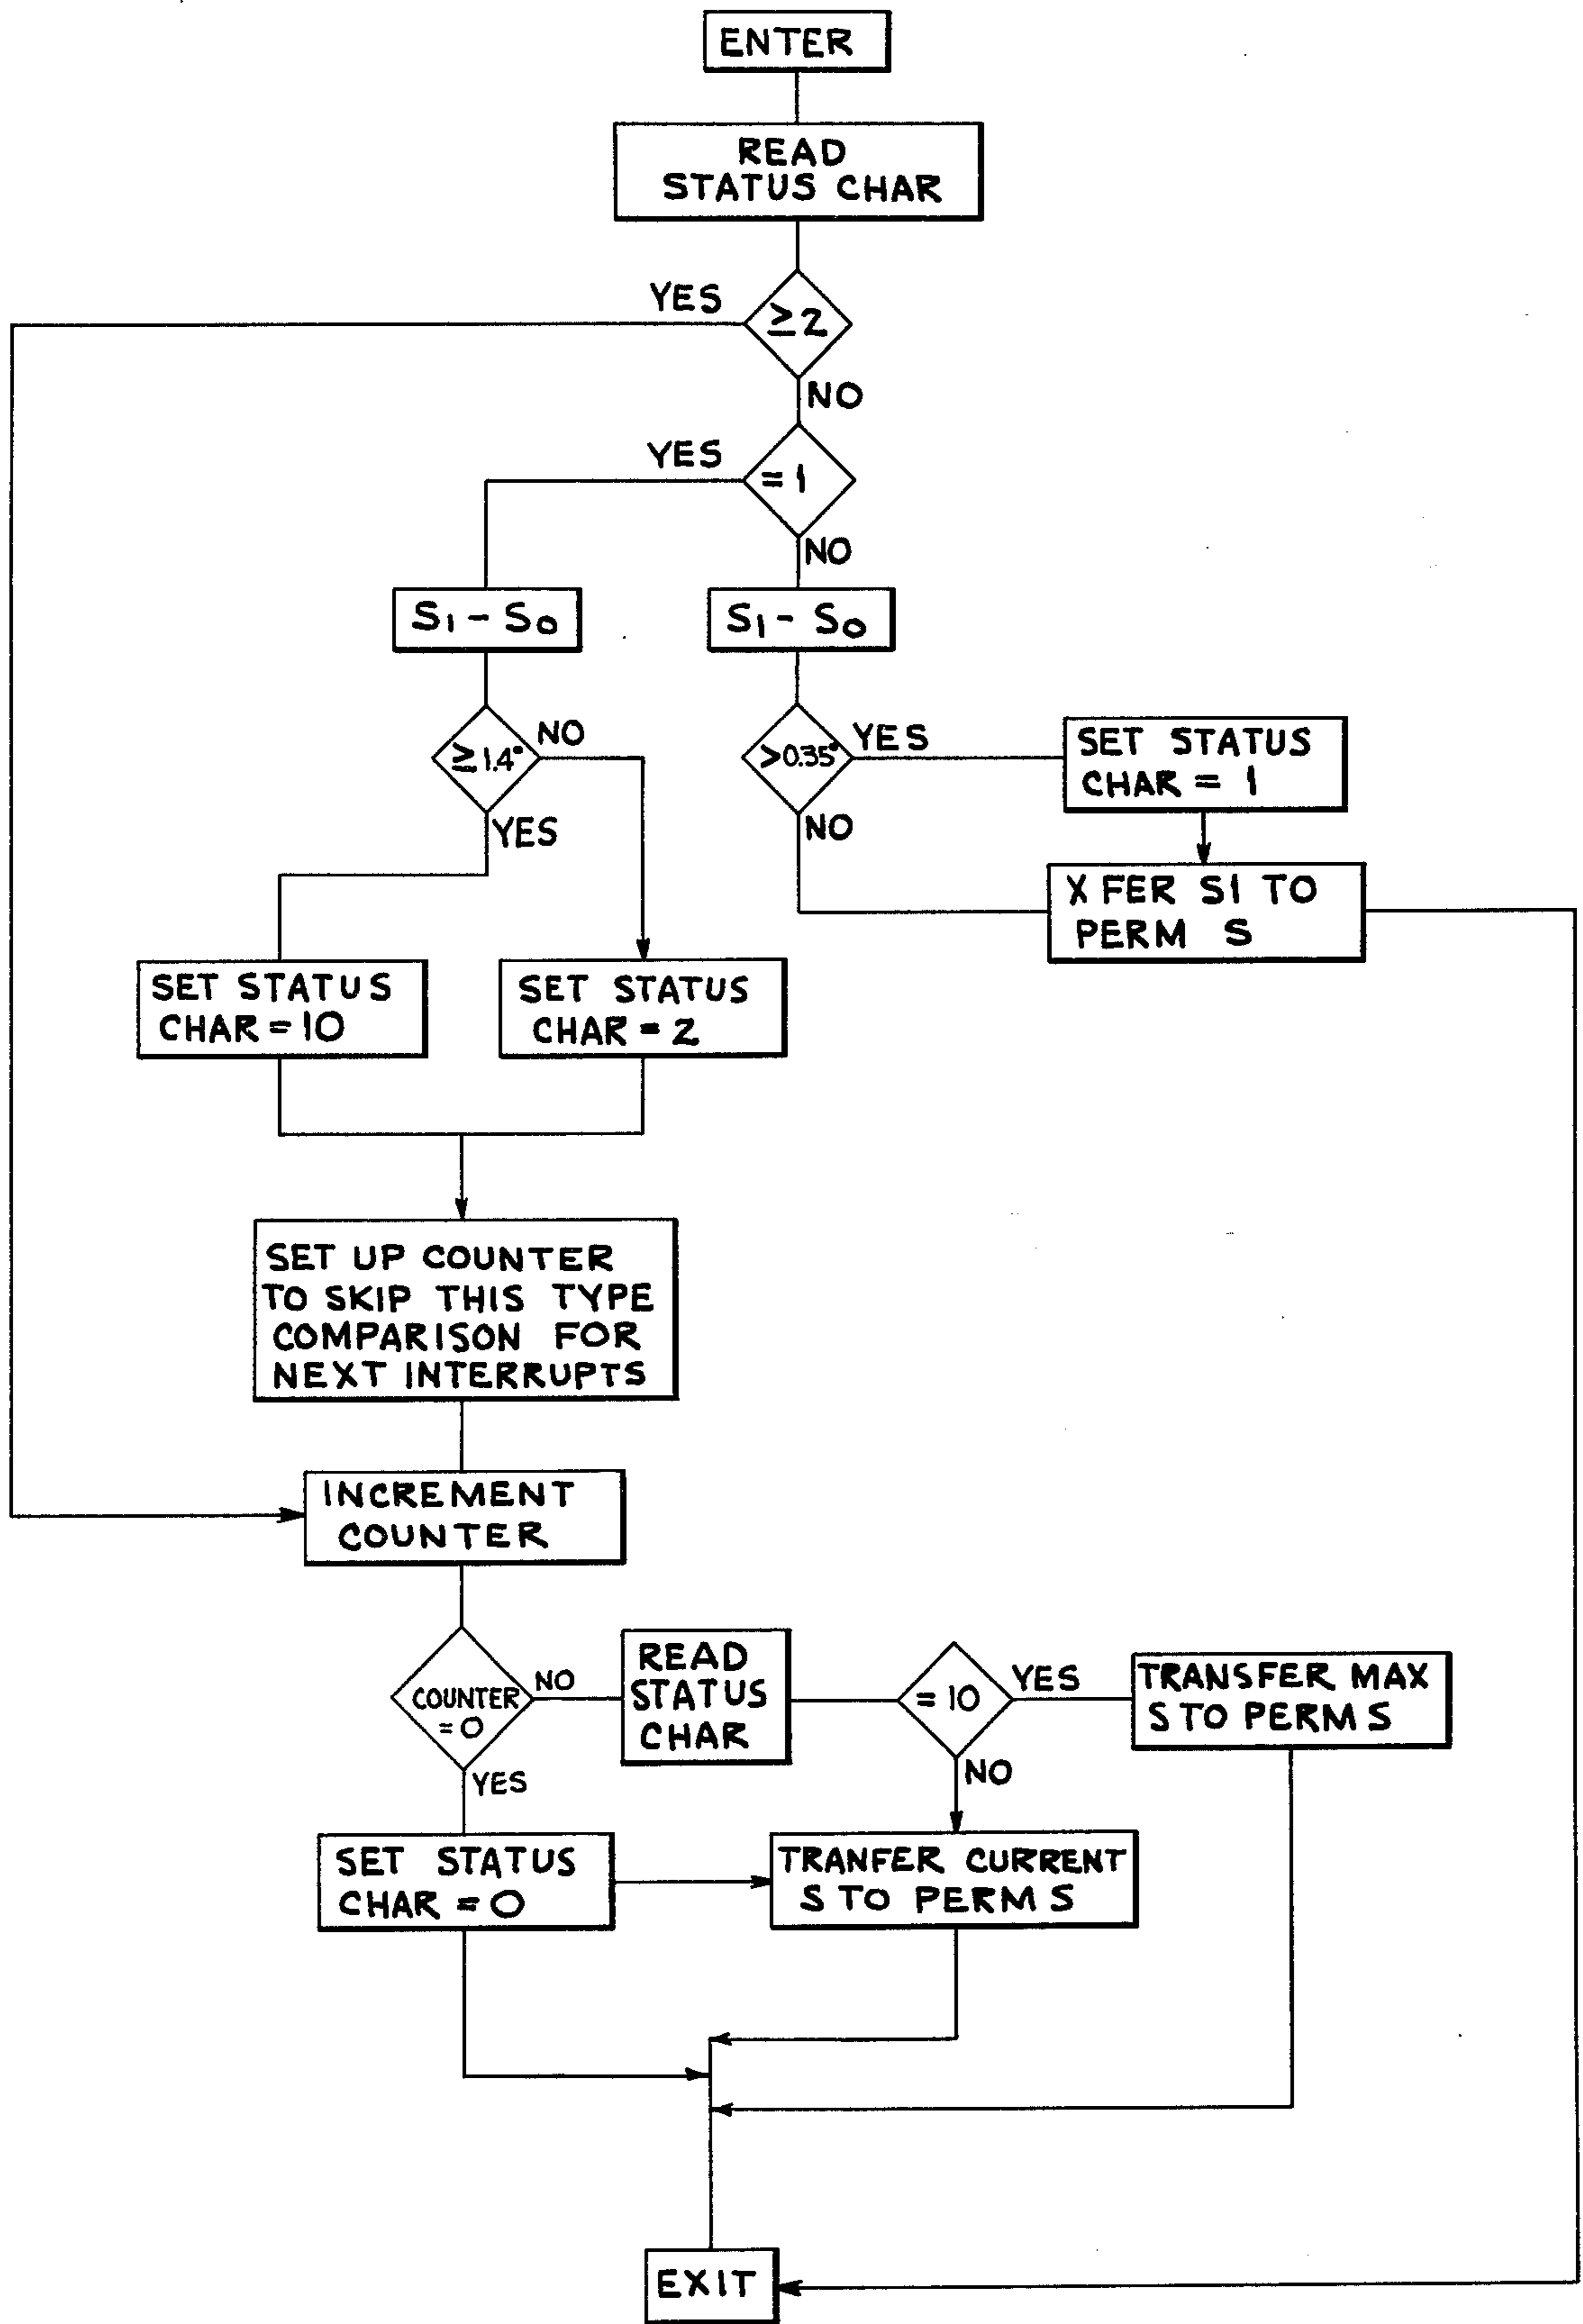 ENTER
READ
STATUS CHAR
YES
≥2
NO
YES
=1
NO
S1 - S0
S1 - S0
≥1.4°
NO
YES
>0.35°
YES
NO
SET STATUS
CHAR = 1
X FER S1 TO
PERM S
SET STATUS
CHAR = 10
SET STATUS
CHAR = 2
SET UP COUNTER
TO SKIP THIS TYPE
COMPARISON FOR
NEXT INTERRUPTS
INCREMENT
COUNTER
COUNTER
= 0
NO
YES
READ
STATUS
CHAR
= 10
YES
NO
TRANSFER MAX
S TO PERM S
SET STATUS
CHAR = 0
TRANFER CURRENT
S TO PERM S
EXIT